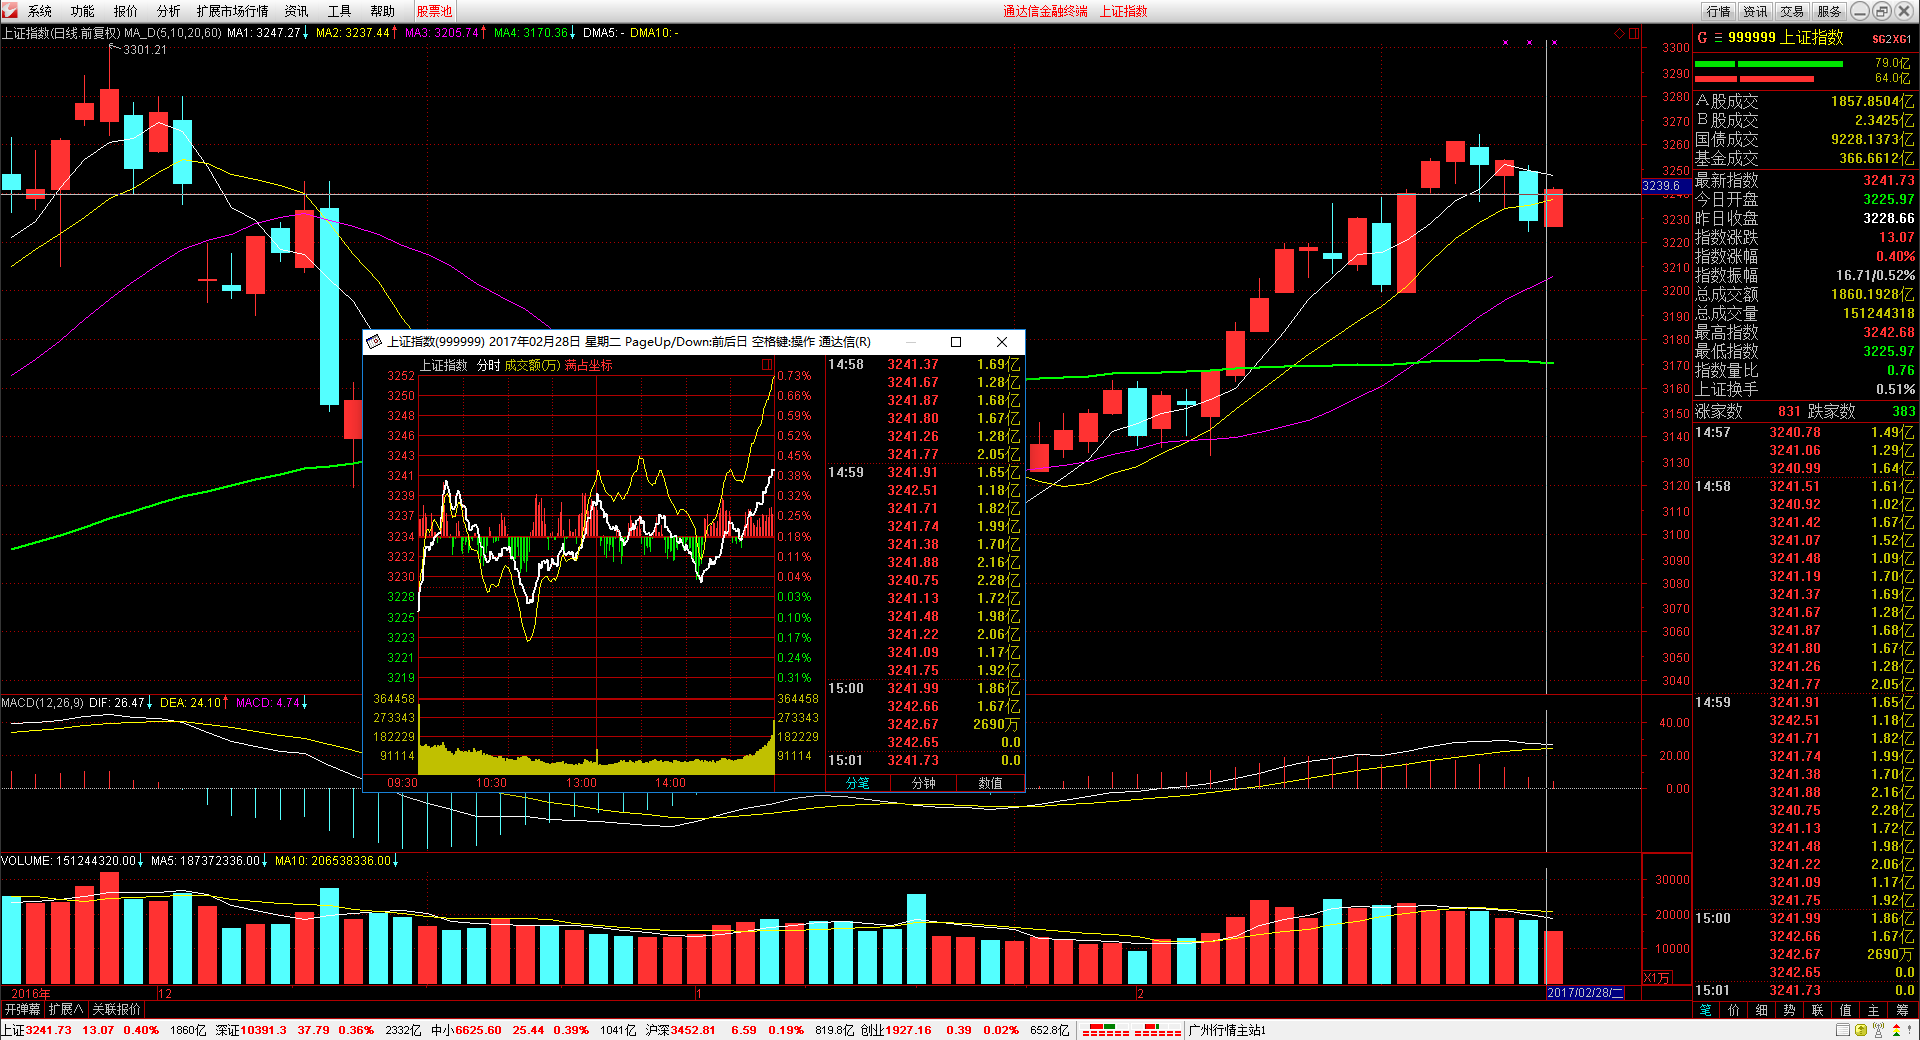 系统 功能 报价 分析 扩展市场行情 资讯 工具 帮助 股票池 通达信金融终端 上证指数 行情 资讯 交易 服务
上证指数(日线.前复权) MA_D(5,10,20,60) MA1: 3247.27↓ MA2: 3237.44↑ MA3: 3205.74↑ MA4: 3170.36↓ DMA5: - DMA10: -
3301.21
3300
3290
3280
3270
3260
3250
3239.6
3230
3220
3210
3200
3190
3180
3170
3160
3150
3140
3130
3120
3110
3100
3090
3080
3070
3060
3050
3040
G 999999 上证指数 SG2XG1
79.0亿
64.0亿
A股成交 1857.8504亿
B股成交 2.3425亿
国债成交 9228.1373亿
基金成交 366.6612亿
最新指数 3241.73
今日开盘 3225.97
昨日收盘 3228.66
指数涨跌 13.07
指数涨幅 0.40%
指数振幅 16.71/0.52%
总成交额 1860.1928亿
总成交量 151244318
最高指数 3242.68
最低指数 3225.97
指数量比 0.76
上证换手 0.51%
涨家数 831 跌家数 383
14:57 3240.78 1.49亿
3241.06 1.29亿
3240.99 1.64亿
14:58 3241.51 1.61亿
3240.92 1.02亿
3241.42 1.67亿
3241.07 1.52亿
3241.48 1.09亿
3241.19 1.70亿
3241.37 1.69亿
3241.67 1.28亿
3241.87 1.68亿
3241.80 1.67亿
3241.26 1.28亿
3241.77 2.05亿
14:59 3241.91 1.65亿
3242.51 1.18亿
3241.71 1.82亿
3241.74 1.99亿
3241.38 1.70亿
3241.88 2.16亿
3240.75 2.28亿
3241.13 1.72亿
3241.48 1.98亿
3241.22 2.06亿
3241.09 1.17亿
3241.75 1.92亿
15:00 3241.99 1.86亿
3242.66 1.67亿
3242.67 2690万
3242.65 0.0
15:01 3241.73 0.0
笔 价 细 势 联 值 主 筹
上证指数(999999) 2017年02月28日 星期二 PageUp/Down:前后日 空格键:操作 通达信(R)
上证指数 分时 成交额(万) 满占坐标
3252 0.73%
3250 0.66%
3248 0.59%
3246 0.52%
3243 0.45%
3241 0.38%
3239 0.32%
3237 0.25%
3234 0.18%
3232 0.11%
3230 0.04%
3228 0.03%
3225 0.10%
3223 0.17%
3221 0.24%
3219 0.31%
364458 364458
273343 273343
182229 182229
91114 91114
09:30 10:30 13:00 14:00
14:58 3241.37 1.69亿
3241.67 1.28亿
3241.87 1.68亿
3241.80 1.67亿
3241.26 1.28亿
3241.77 2.05亿
14:59 3241.91 1.65亿
3242.51 1.18亿
3241.71 1.82亿
3241.74 1.99亿
3241.38 1.70亿
3241.88 2.16亿
3240.75 2.28亿
3241.13 1.72亿
3241.48 1.98亿
3241.22 2.06亿
3241.09 1.17亿
3241.75 1.92亿
15:00 3241.99 1.86亿
3242.66 1.67亿
3242.67 2690万
3242.65 0.0
15:01 3241.73 0.0
分笔 分钟 数值
MACD(12,26,9) DIF: 26.47↓ DEA: 24.10↑ MACD: 4.74↓
40.00
20.00
0.00
VOLUME: 151244320.00↓ MA5: 187372336.00↓ MA10: 206538336.00↓
30000
20000
10000
X1万
2016年 12 1 2 2017/02/28/二
开弹幕 扩展∧ 关联报价
上证3241.73 13.07 0.40% 1860亿 深证10391.3 37.79 0.36% 2332亿 中小6625.60 25.44 0.39% 1041亿 沪深3452.81 6.59 0.19% 819.8亿 创业1927.16 0.39 0.02% 652.8亿 广州行情主站1